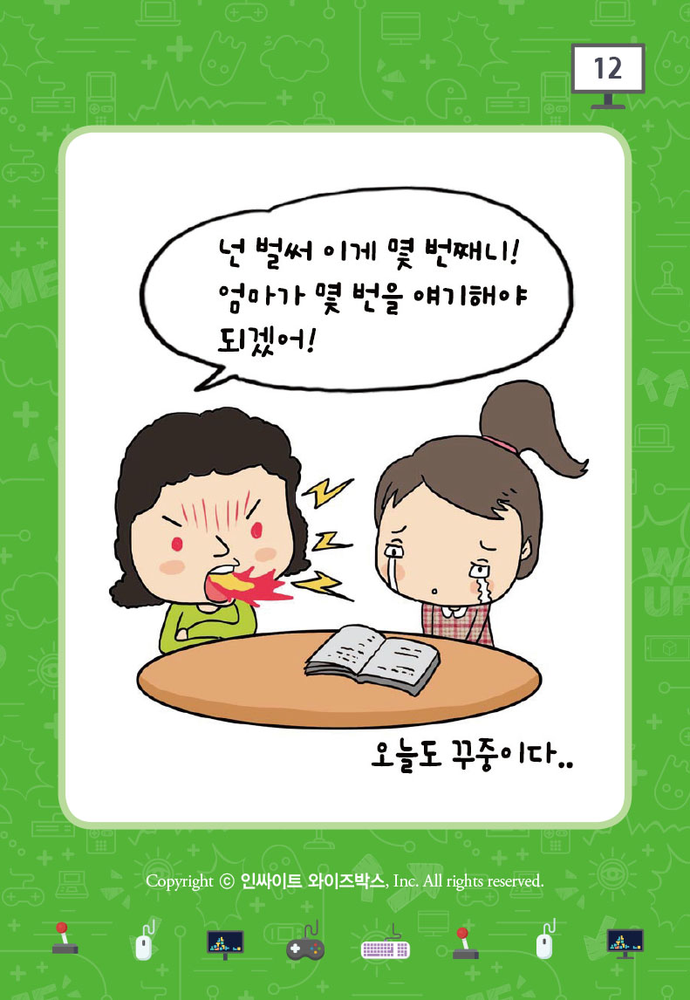 12
넌 벌써 이게 몇 번째니!
엄마가 몇 번을 얘기해야
되겠어!
오늘도 꾸중이다..
Copyright ⓒ 인싸이트 와이즈박스, Inc. All rights reserved.